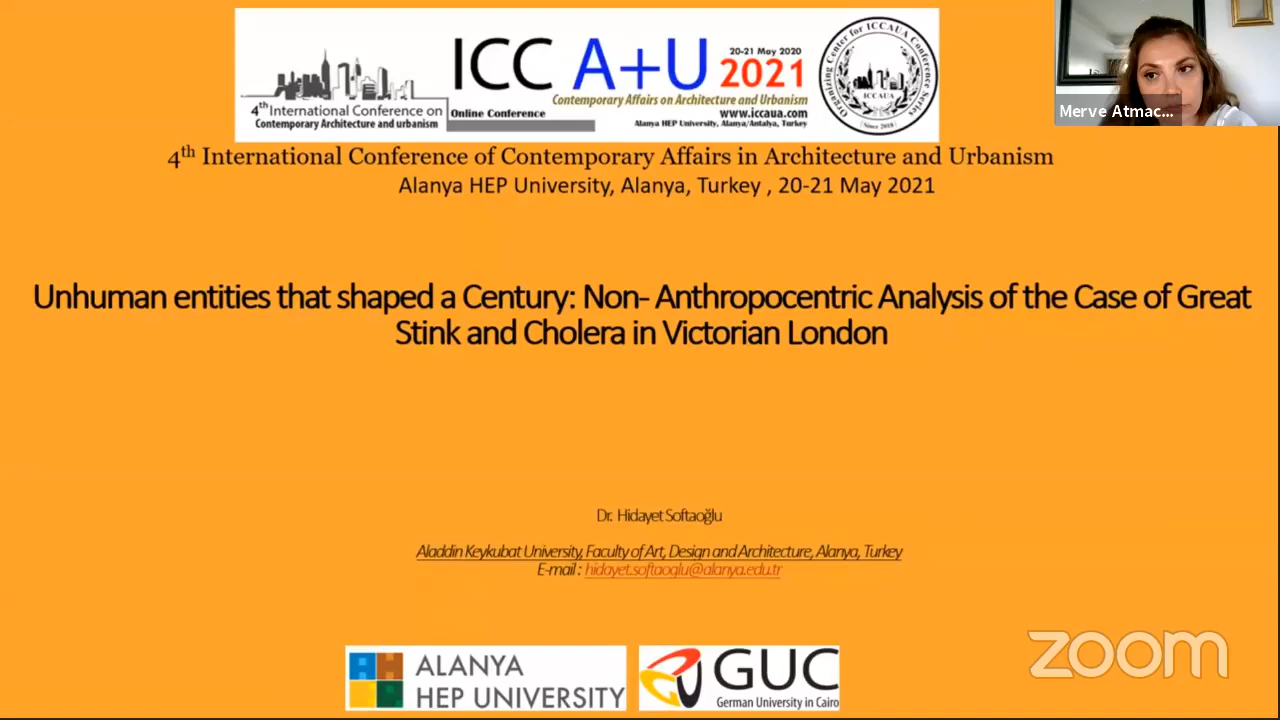 ICC A+U 20-21 May 2020
2021
Contemporary Affairs on Architecture and Urbanism
4th International Conference on
Contemporary Architecture and urbanism
Online Conference
www.iccaua.com
Alanya HEP University, Alanya/Antalya, Turkey
Organizing Center for ICCAUA Conference Series
ICCAUA
Since 2018
Merve Atmac...
4th International Conference of Contemporary Affairs in Architecture and Urbanism
Alanya HEP University, Alanya, Turkey , 20-21 May 2021
Unhuman entities that shaped a Century: Non- Anthropocentric Analysis of the Case of Great
Stink and Cholera in Victorian London
Dr. Hidayet Softaoğlu
Aladdin Keykubat University, Faculty of Art, Design and Architecture, Alanya, Turkey
E-mail : hidayet.softaoglu@alanya.edu.tr
zoom
ALANYA
HEP UNIVERSITY
GUC
German University in Cairo